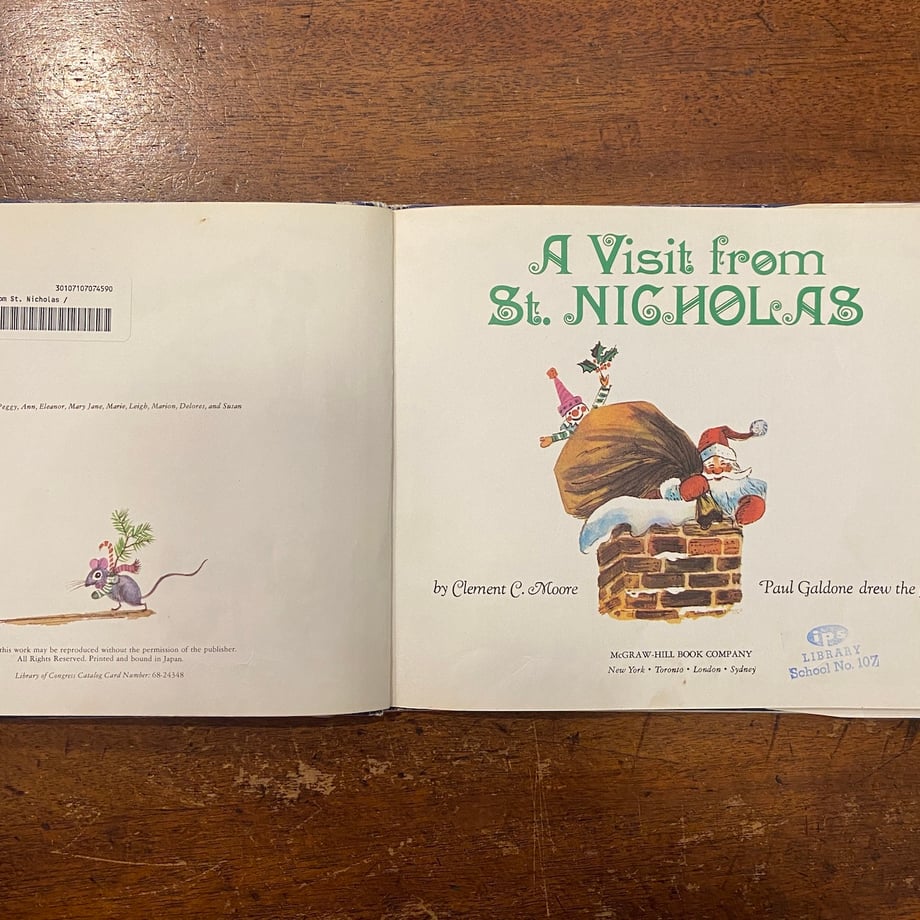 30107107074590
om St. Nicholas /
Peggy, Ann, Eleanor, Mary Jane, Marie, Leigh, Marion, Delores, and Susan
this work may be reproduced without the permission of the publisher.
All Rights Reserved. Printed and bound in Japan.
Library of Congress Catalog Card Number: 68-24348
A Visit from
St. NICHOLAS
by Clement C. Moore
Paul Galdone drew the
McGRAW-HILL BOOK COMPANY
New York • Toronto • London • Sydney
ips
LIBRARY
School No. 107